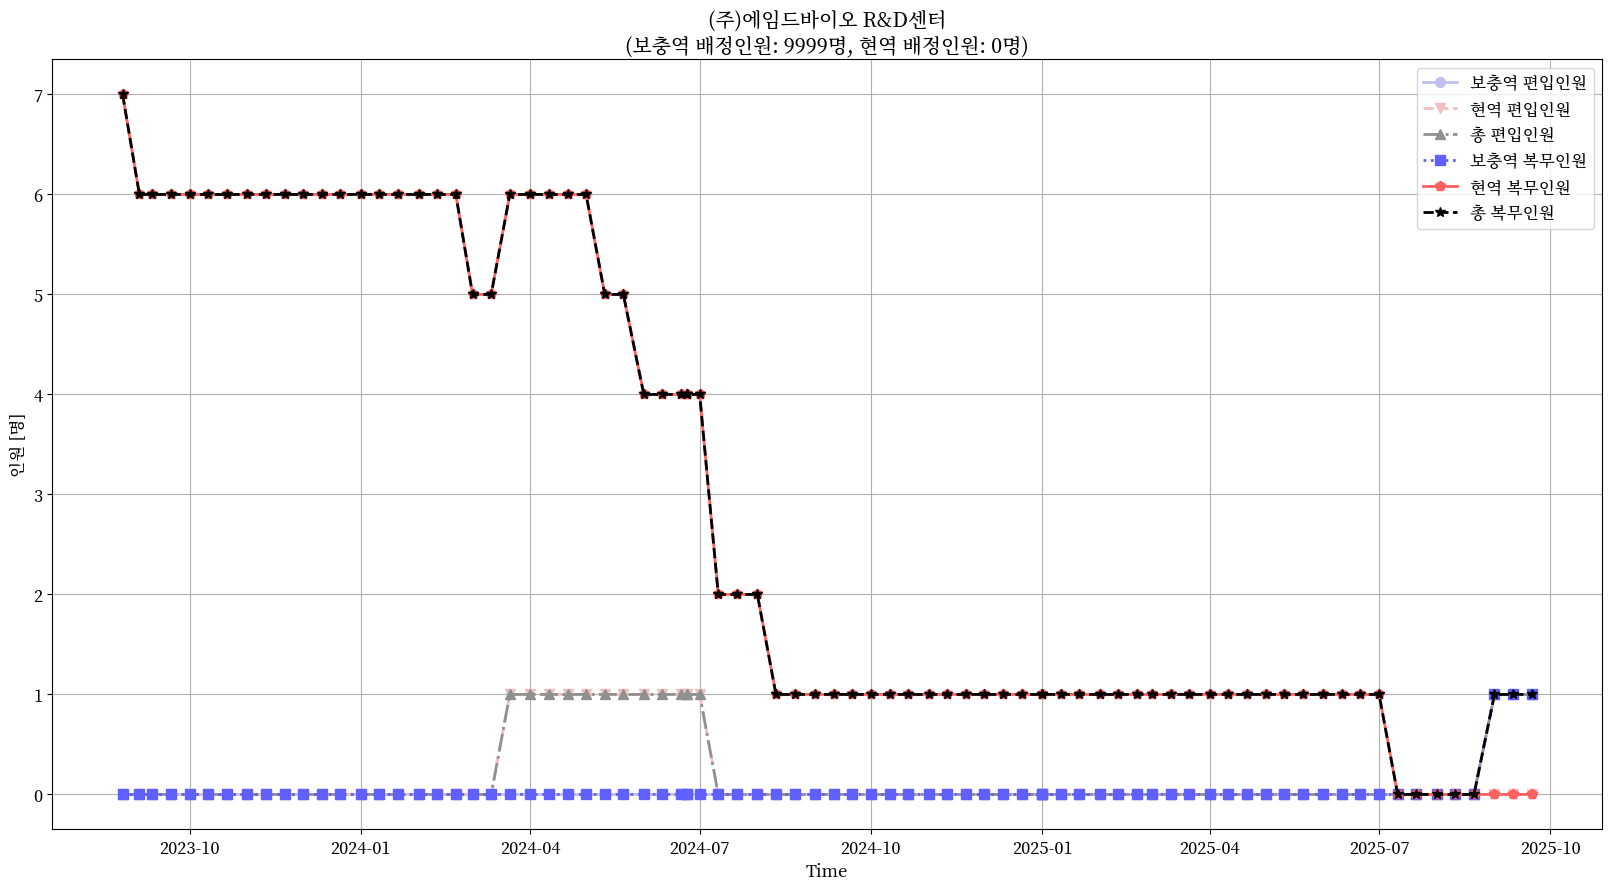 (주)에임드바이오 R&D센터
(보충역 배정인원: 9999명, 현역 배정인원: 0명)
보충역 편입인원
현역 편입인원
총 편입인원
보충역 복무인원
현역 복무인원
총 복무인원
인원 [명]
7
6
5
4
3
2
1
0
2023-10
2024-01
2024-04
2024-07
2024-10
2025-01
2025-04
2025-07
2025-10
Time